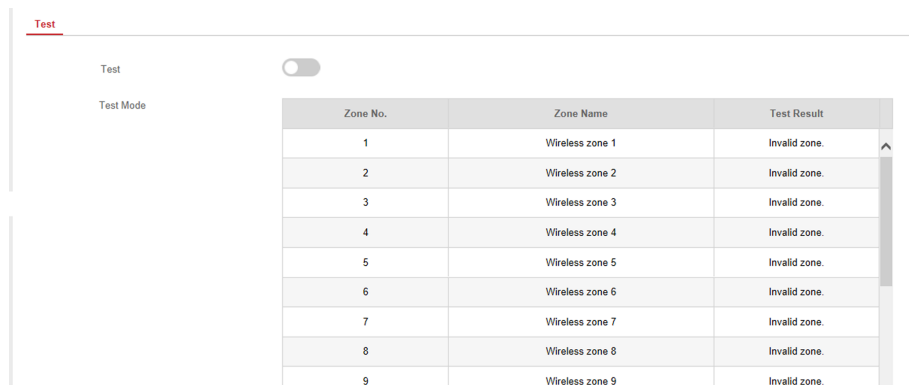 Test
Test
Test Mode
Zone No. Zone Name Test Result
1 Wireless zone 1 Invalid zone.
2 Wireless zone 2 Invalid zone.
3 Wireless zone 3 Invalid zone.
4 Wireless zone 4 Invalid zone.
5 Wireless zone 5 Invalid zone.
6 Wireless zone 6 Invalid zone.
7 Wireless zone 7 Invalid zone.
8 Wireless zone 8 Invalid zone.
9 Wireless zone 9 Invalid zone.